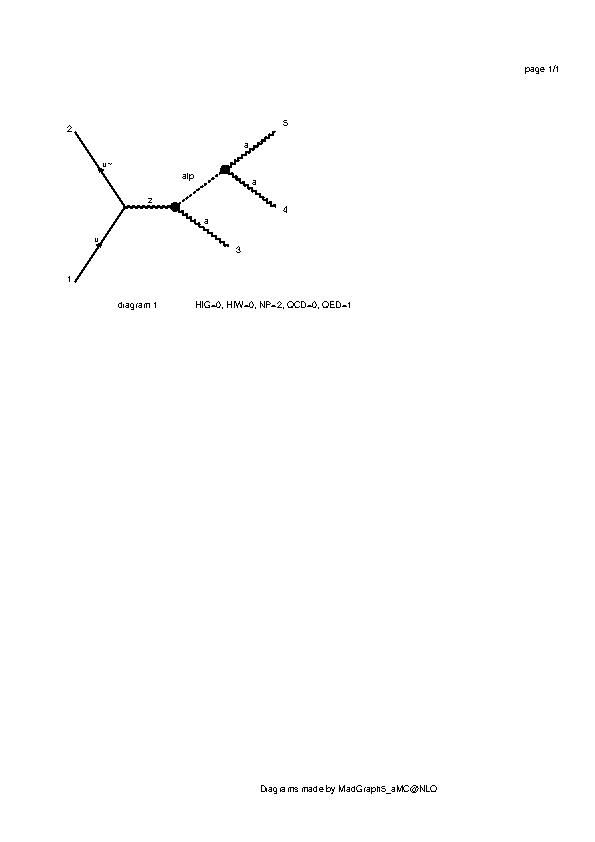 page 1/1
2
5
a
u~
alp
a
z
4
a
u
3
1
diagram 1 HIG=0, HIW=0, NP=2, QCD=0, QED=1
Diagrams made by MadGraph5_aMC@NLO